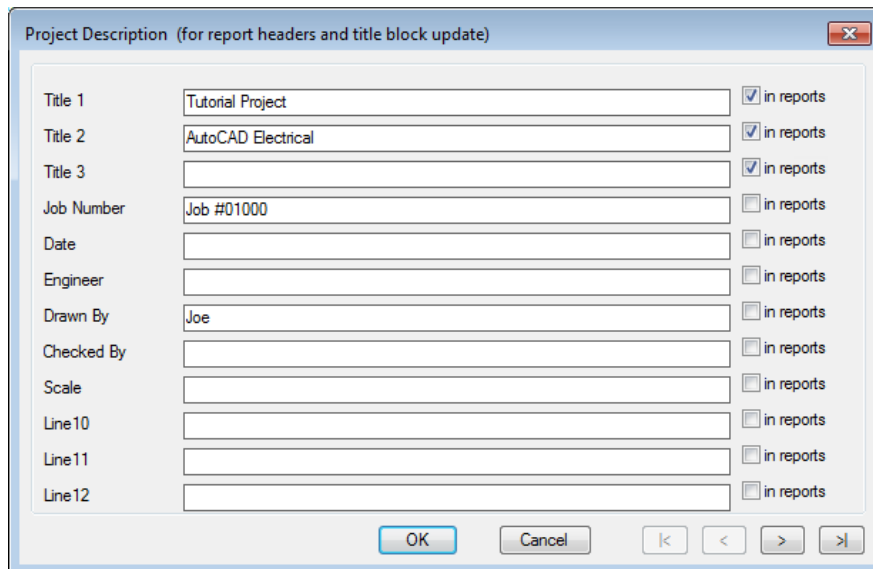 Project Description (for report headers and title block update)
Title 1 Tutorial Project in reports
Title 2 AutoCAD Electrical in reports
Title 3 in reports
Job Number Job #01000 in reports
Date in reports
Engineer in reports
Drawn By Joe in reports
Checked By in reports
Scale in reports
Line10 in reports
Line11 in reports
Line12 in reports
OK Cancel |< < > >|